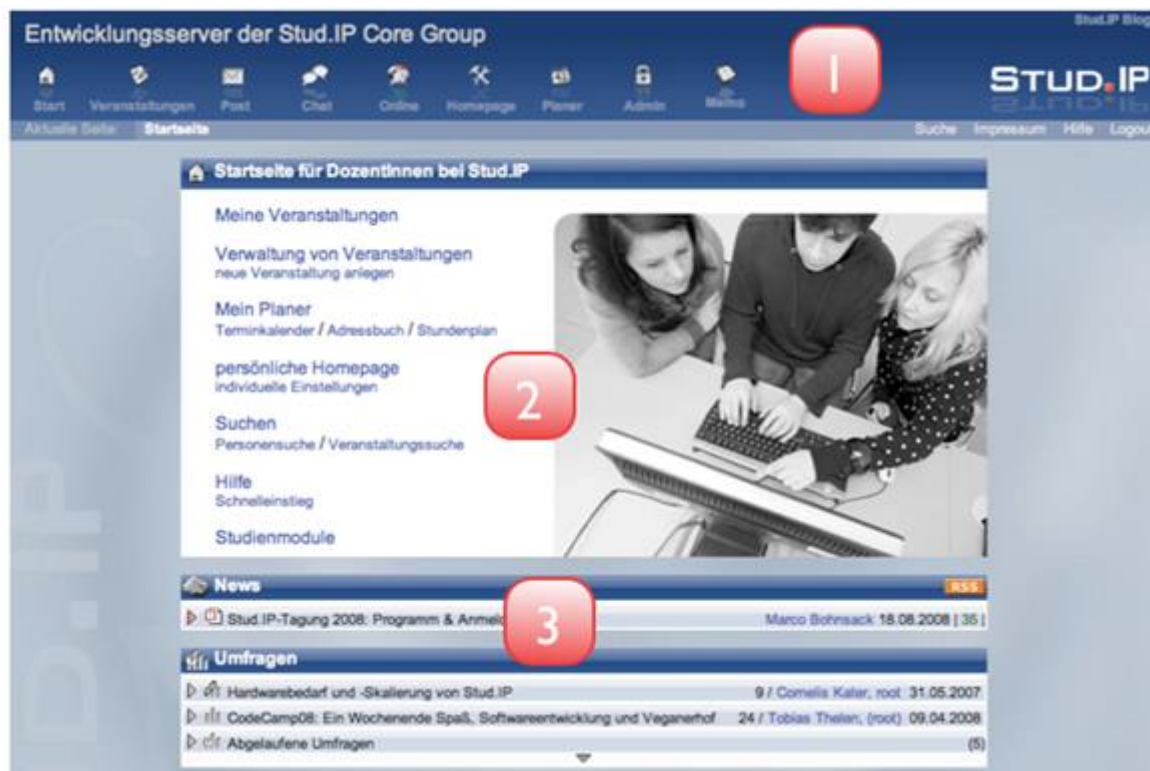 Stud.IP Blog
Entwicklungsserver der Stud.IP Core Group
1
Start Veranstaltungen Post Chat Online Homepage Planer Admin
STUD.IP
Aktuelle Seite: Startseite Suche Impressum Hilfe Logout
Startseite für DozentInnen bei Stud.IP
Meine Veranstaltungen
Verwaltung von Veranstaltungen
neue Veranstaltung anlegen
Mein Planer
Terminkalender / Adressbuch / Stundenplan
persönliche Homepage
individuelle Einstellungen
2
Suchen
Personensuche / Veranstaltungssuche
Hilfe
Schnelleinstieg
Studienmodule
P.IP
News RSS
Stud.IP-Tagung 2008: Programm & Anmeld Marco Bohnsack 18.08.2008 | 35 |
3
Umfragen
Hardwarebedarf und -Skalierung von Stud.IP 9 / Cornelis Kater, root 31.05.2007
CodeCamp08: Ein Wochenende Spaß, Softwareentwicklung und Veganerhof 24 / Tobias Thelen, (root) 09.04.2008
Abgelaufene Umfragen (5)